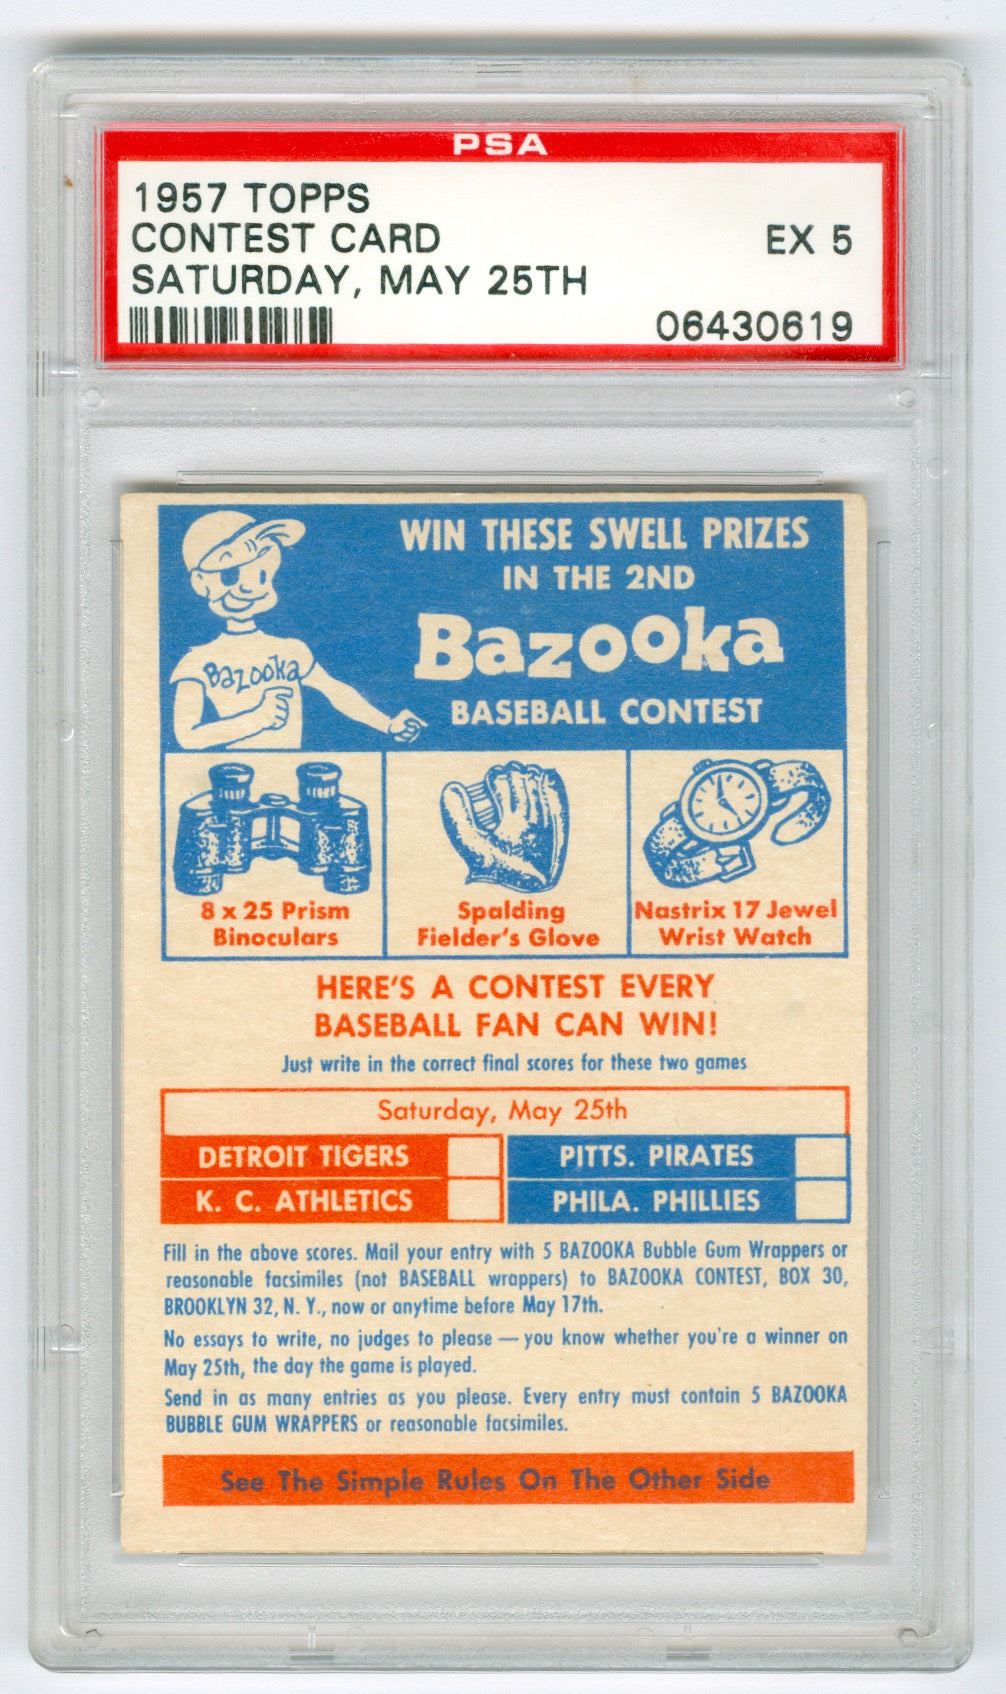 PSA
1957 TOPPS
CONTEST CARD
EX 5
SATURDAY, MAY 25TH
06430619
WIN THESE SWELL PRIZES
IN THE 2ND
Bazooka
BASEBALL CONTEST
Bazooka
8 x 25 Prism
Binoculars
Spalding
Fielder's Glove
Nastrix 17 Jewel
Wrist Watch
HERE'S A CONTEST EVERY
BASEBALL FAN CAN WIN!
Just write in the correct final scores for these two games
Saturday, May 25th
DETROIT TIGERS
K. C. ATHLETICS
PITTS. PIRATES
PHILA. PHILLIES
Fill in the above scores. Mail your entry with 5 BAZOOKA Bubble Gum Wrappers or
reasonable facsimiles (not BASEBALL wrappers) to BAZOOKA CONTEST, BOX 30,
BROOKLYN 32, N. Y., now or anytime before May 17th.
No essays to write, no judges to please — you know whether you're a winner on
May 25th, the day the game is played.
Send in as many entries as you please. Every entry must contain 5 BAZOOKA
BUBBLE GUM WRAPPERS or reasonable facsimiles.
See The Simple Rules On The Other Side